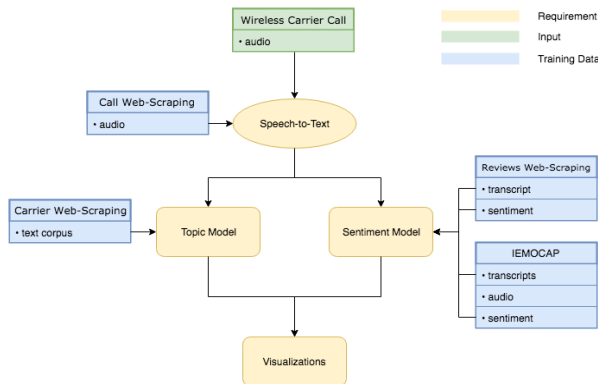 Wireless Carrier Call
• audio
Requirement
Input
Training Data
Call Web-Scraping
• audio
Speech-to-Text
Reviews Web-Scraping
• transcript
• sentiment
Carrier Web-Scraping
• text corpus
Topic Model
Sentiment Model
IEMOCAP
• transcripts
• audio
• sentiment
Visualizations